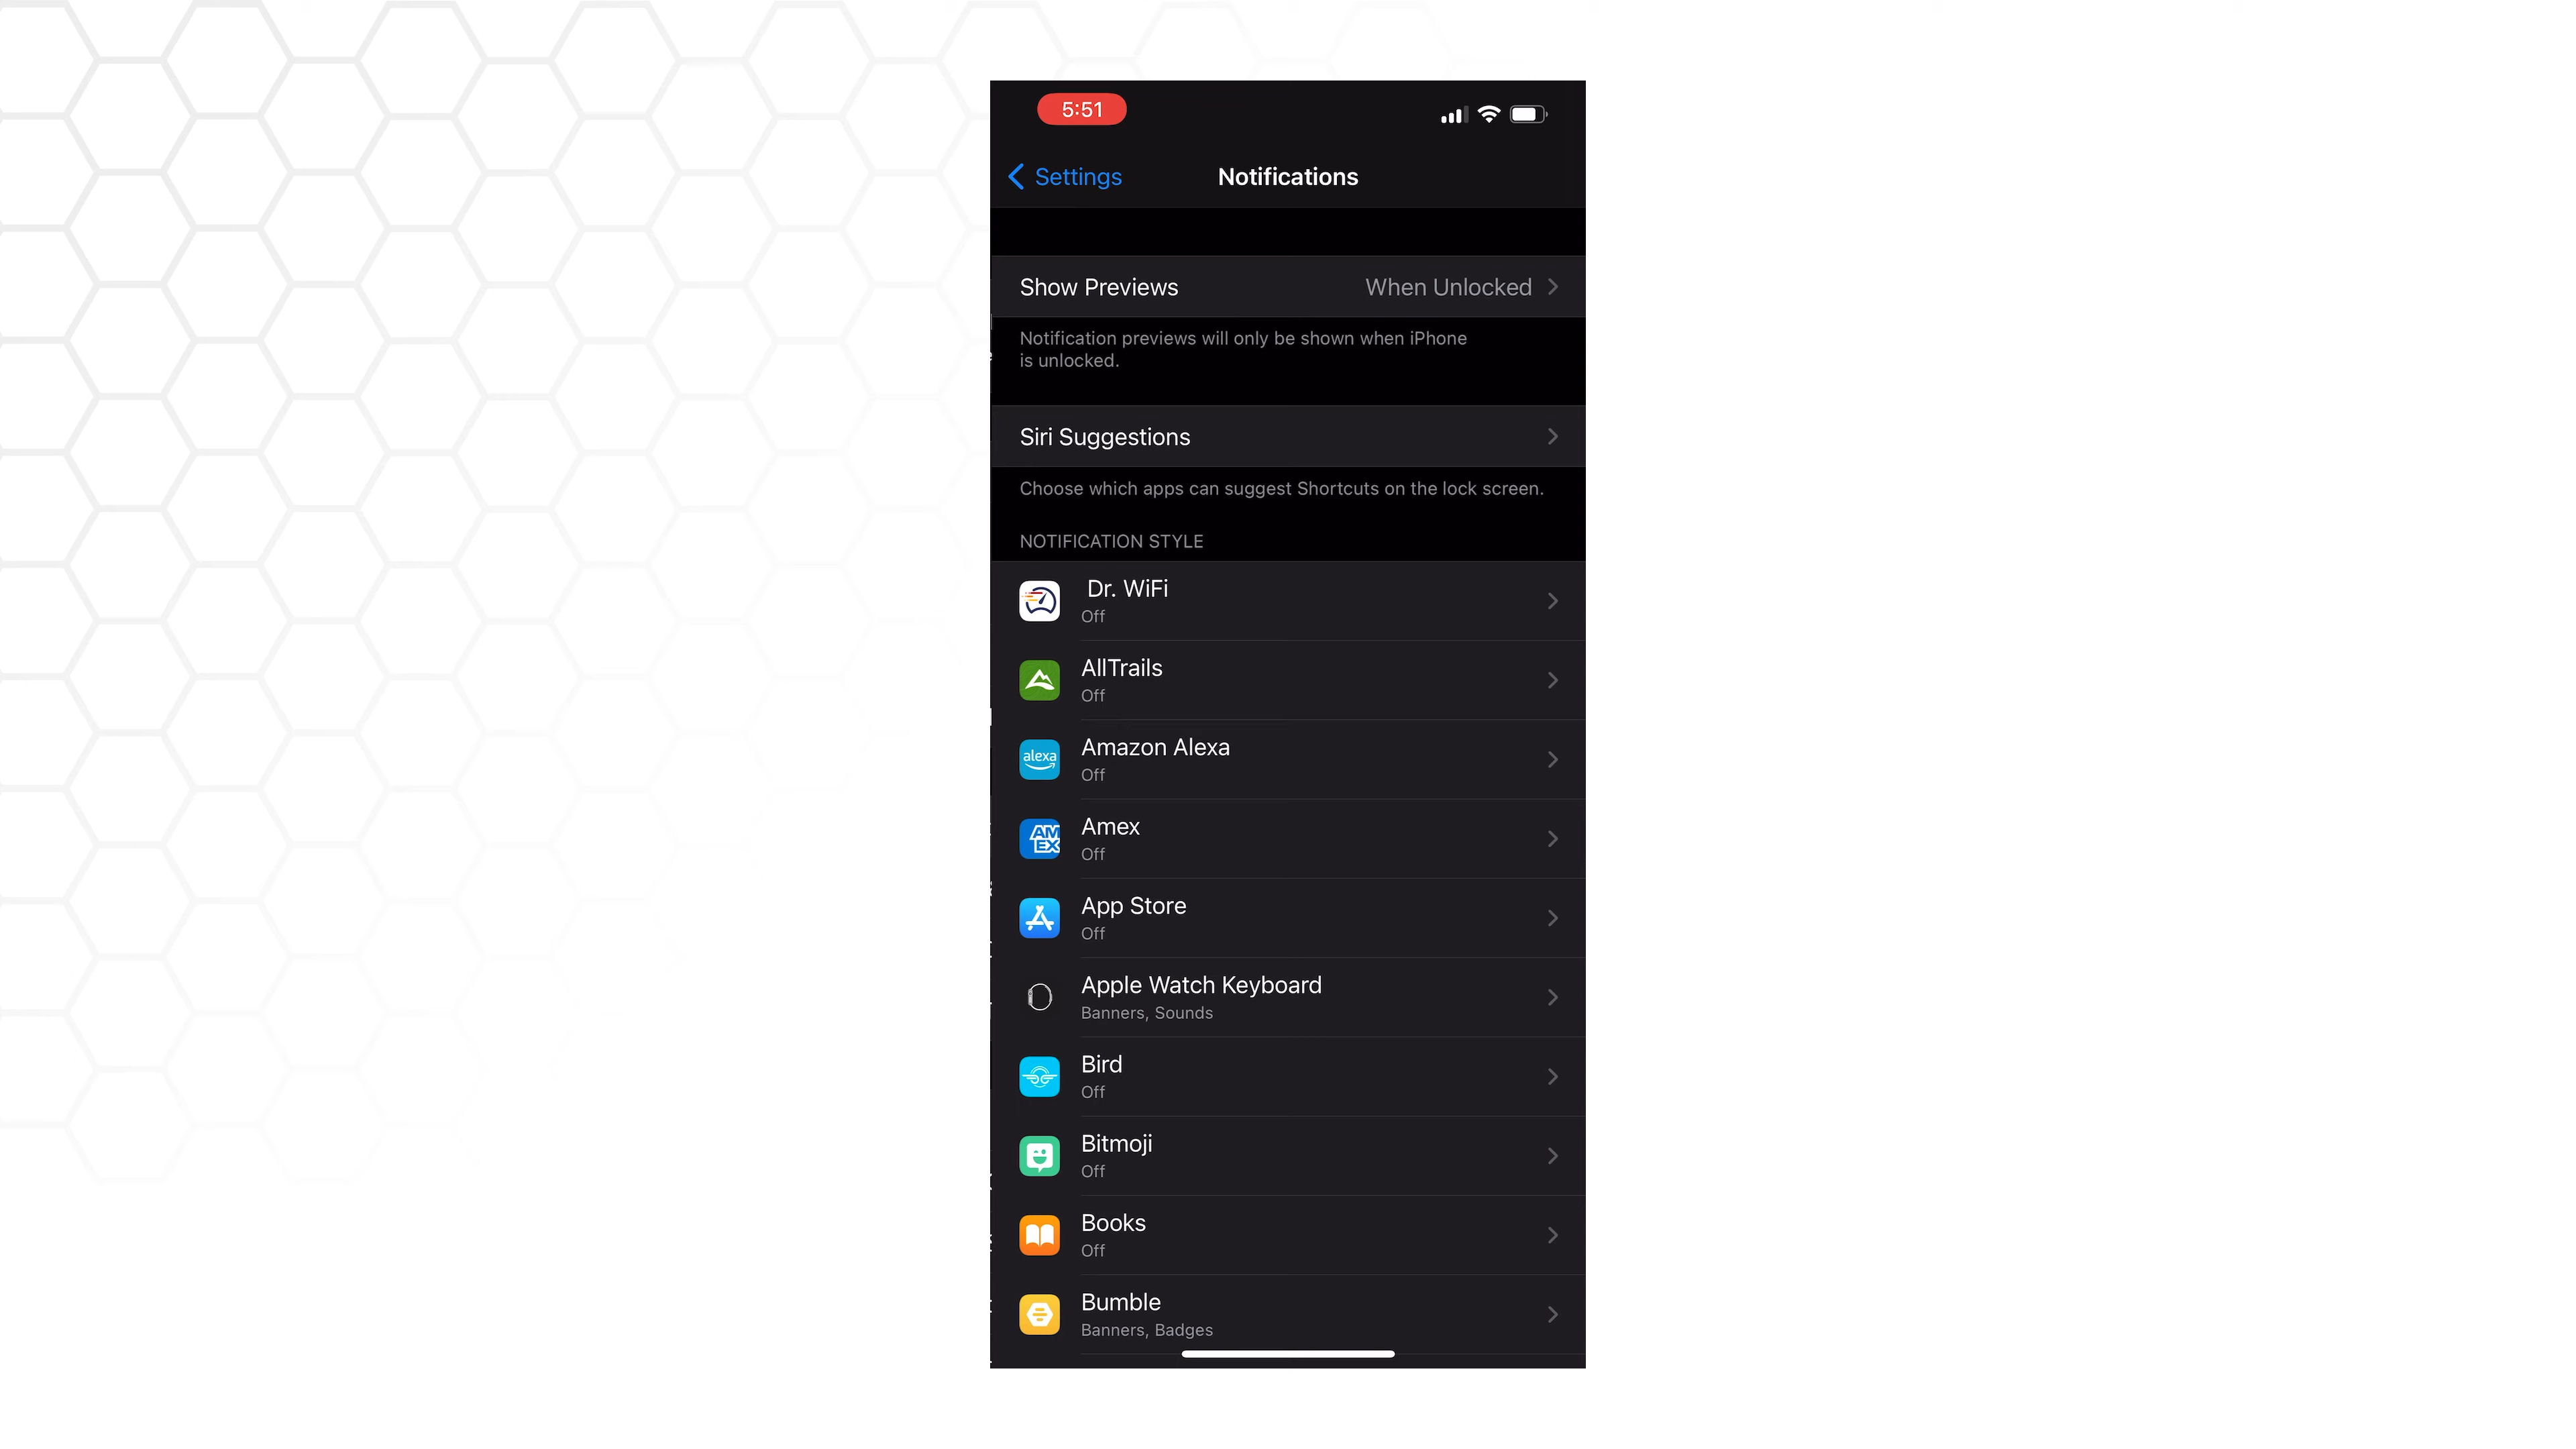 5:51
Settings
Notifications
Show Previews
When Unlocked
Notification previews will only be shown when iPhone
is unlocked.
Siri Suggestions
Choose which apps can suggest Shortcuts on the lock screen.
NOTIFICATION STYLE
Dr. WiFi
Off
AllTrails
Off
alexa
Amazon Alexa
Off
AM
EX
Amex
Off
App Store
Off
Apple Watch Keyboard
Banners, Sounds
Bird
Off
Bitmoji
Off
Books
Off
Bumble
Banners, Badges